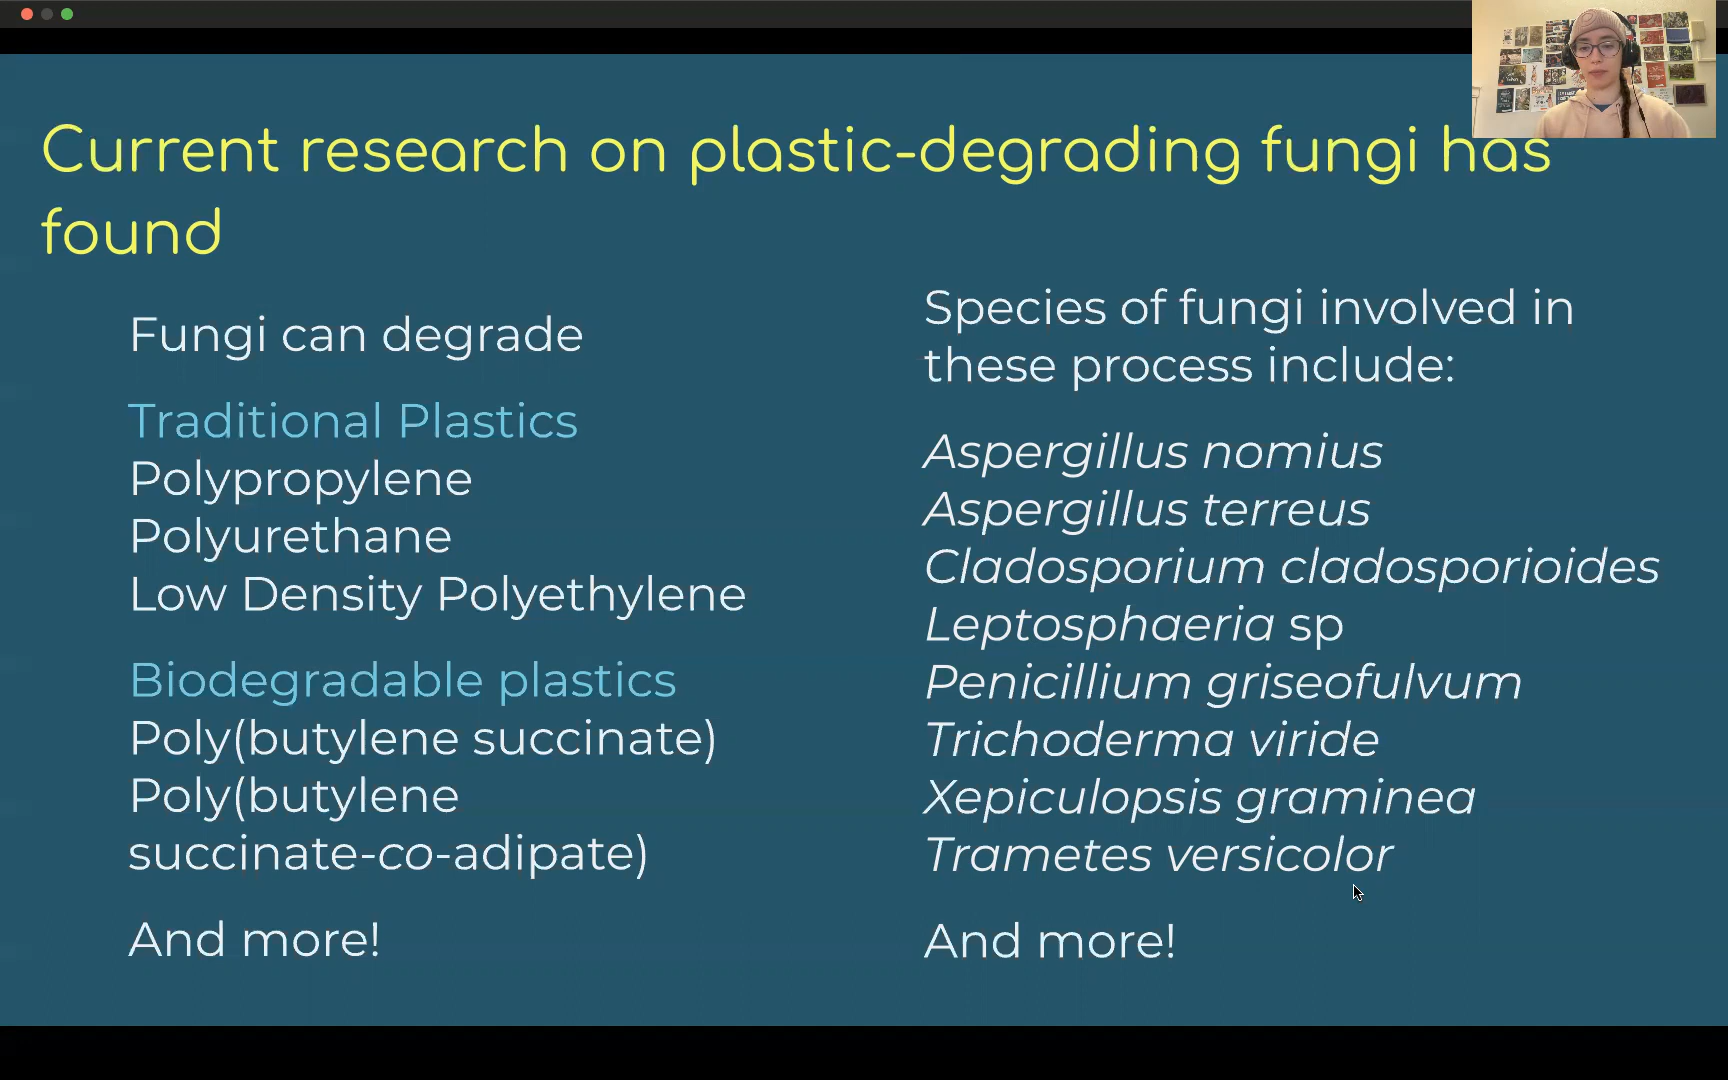 Current research on plastic-degrading fungi has
found
Fungi can degrade
Traditional Plastics
Polypropylene
Polyurethane
Low Density Polyethylene
Biodegradable plastics
Poly(butylene succinate)
Poly(butylene
succinate-co-adipate)
And more!
Species of fungi involved in
these process include:
Aspergillus nomius
Aspergillus terreus
Cladosporium cladosporioides
Leptosphaeria sp
Penicillium griseofulvum
Trichoderma viride
Xepiculopsis graminea
Trametes versicolor
And more!